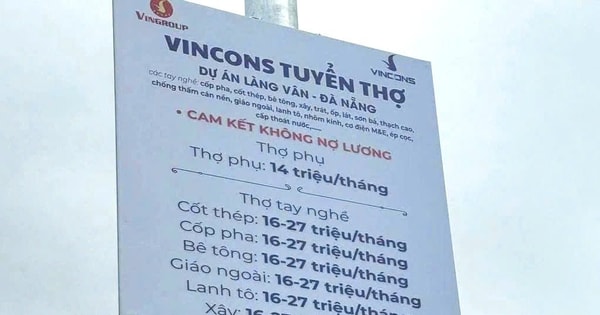 VINGROUP
VINCONS
VINCONS TUYỂN THỢ
DỰ ÁN LÀNG VÂN - ĐÀ NẴNG
các tay nghề: cốp pha, cốt thép, bê tông, xây, trát, ốp, lát, sơn bả, thạch cao,
chống thấm cán nền, giáo ngoài, lanh tô, nhôm kính, cơ điện M&E, ép cọc,
cấp thoát nước,......
• CAM KẾT KHÔNG NỢ LƯƠNG
Thợ phụ
Thợ phụ: 14 triệu/tháng
Thợ tay nghề
Cốt thép: 16-27 triệu/tháng
Cốp pha: 16-27 triệu/tháng
Bê tông: 16-27 triệu/tháng
Giáo ngoài: 16-27 triệu/tháng
Lanh tô: 16-27 triệu/tháng
Xây: